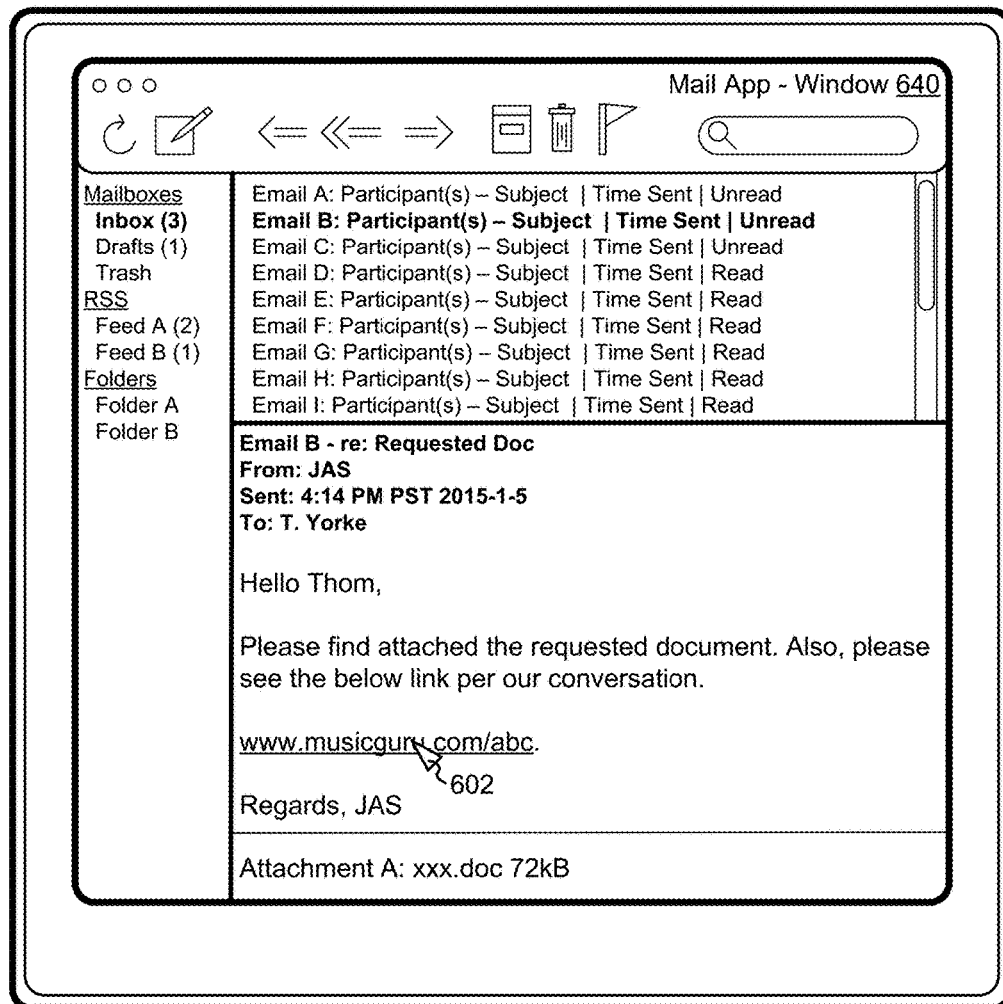 Mail App - Window 640
Mailboxes
Inbox (3)
Drafts (1)
Trash
RSS
Feed A (2)
Feed B (1)
Folders
Folder A
Folder B
Email A: Participant(s) – Subject | Time Sent | Unread
Email B: Participant(s) – Subject | Time Sent | Unread
Email C: Participant(s) – Subject | Time Sent | Unread
Email D: Participant(s) – Subject | Time Sent | Read
Email E: Participant(s) – Subject | Time Sent | Read
Email F: Participant(s) – Subject | Time Sent | Read
Email G: Participant(s) – Subject | Time Sent | Read
Email H: Participant(s) – Subject | Time Sent | Read
Email I: Participant(s) – Subject | Time Sent | Read
Email B - re: Requested Doc
From: JAS
Sent: 4:14 PM PST 2015-1-5
To: T. Yorke
Hello Thom,
Please find attached the requested document. Also, please
see the below link per our conversation.
www.musicguru.com/abc.
602
Regards, JAS
Attachment A: xxx.doc 72kB